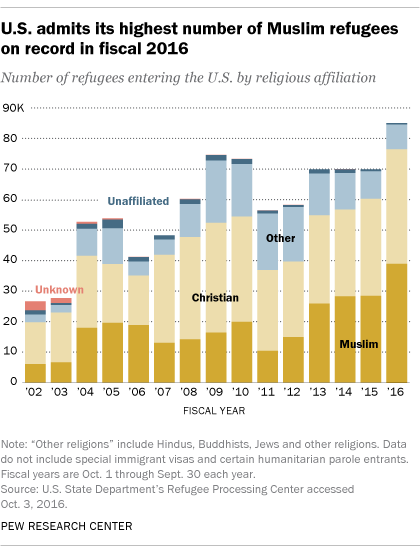 U.S. admits its highest number of Muslim refugees
on record in fiscal 2016
Number of refugees entering the U.S. by religious affiliation
90K
80
70
60
50
40
30
20
10
0
Unaffiliated
Unknown
Other
Christian
Muslim
'02 '03 '04 '05 '06 '07 '08 '09 '10 '11 '12 '13 '14 '15 '16
FISCAL YEAR
Note: “Other religions” include Hindus, Buddhists, Jews and other religions. Data
do not include special immigrant visas and certain humanitarian parole entrants.
Fiscal years are Oct. 1 through Sept. 30 each year.
Source: U.S. State Department’s Refugee Processing Center accessed
Oct. 3, 2016.
PEW RESEARCH CENTER